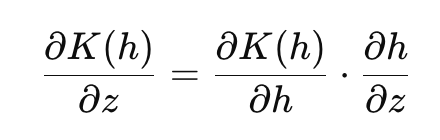 ∂K(h)/∂z = ∂K(h)/∂h · ∂h/∂z